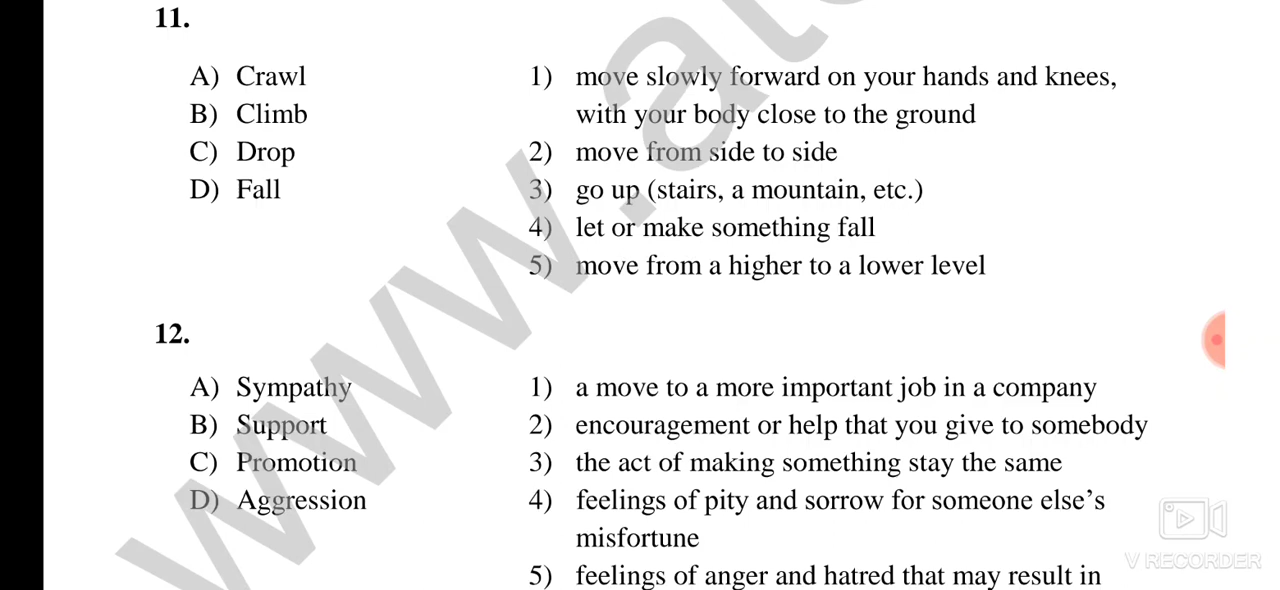 11.
A) Crawl
B) Climb
C) Drop
D) Fall
1) move slowly forward on your hands and knees,
with your body close to the ground
2) move from side to side
3) go up (stairs, a mountain, etc.)
4) let or make something fall
5) move from a higher to a lower level
12.
A) Sympathy
B) Support
C) Promotion
D) Aggression
1) a move to a more important job in a company
2) encouragement or help that you give to somebody
3) the act of making something stay the same
4) feelings of pity and sorrow for someone else’s
misfortune
5) feelings of anger and hatred that may result in
V RECORDER